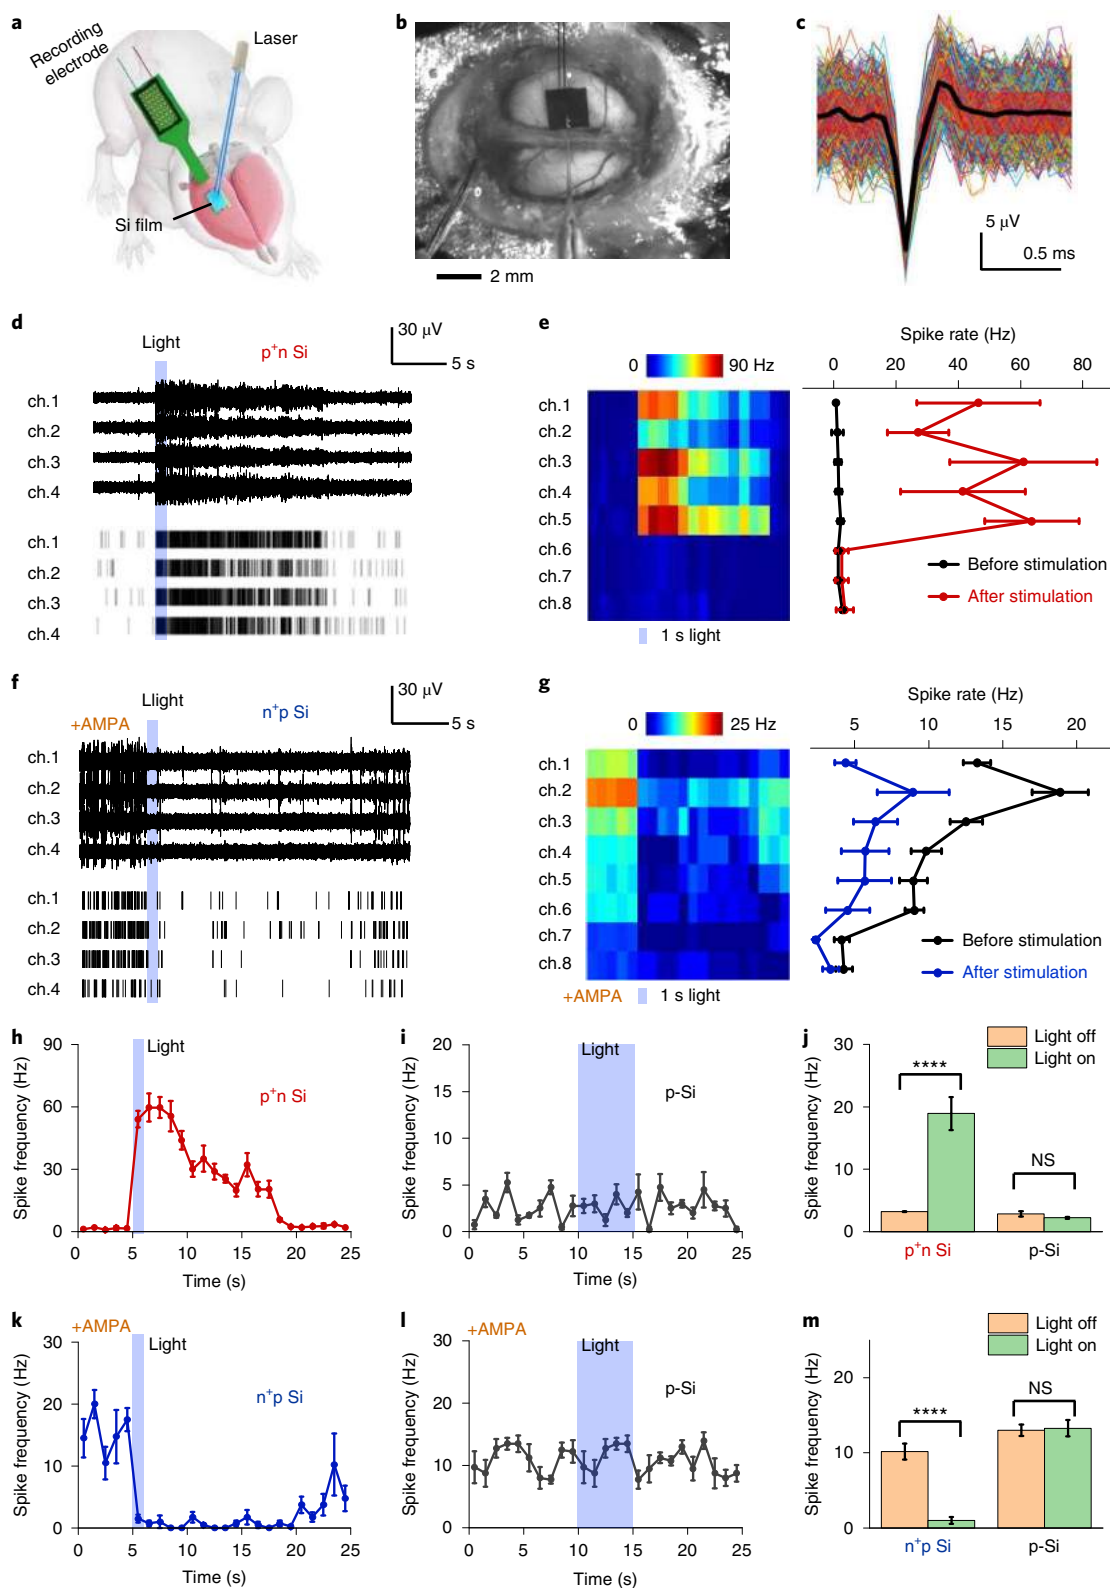 a
Recording
electrode
Laser
Si film
b
2 mm
c
5 μV
0.5 ms
d
Light
p⁺n Si
30 μV
5 s
ch.1
ch.2
ch.3
ch.4
ch.1
ch.2
ch.3
ch.4
e
0 90 Hz
ch.1
ch.2
ch.3
ch.4
ch.5
ch.6
ch.7
ch.8
1 s light
Spike rate (Hz)
0 20 40 60 80
Before stimulation
After stimulation
f
+AMPA
Llight
n⁺p Si
30 μV
5 s
ch.1
ch.2
ch.3
ch.4
ch.1
ch.2
ch.3
ch.4
g
0 25 Hz
ch.1
ch.2
ch.3
ch.4
ch.5
ch.6
ch.7
ch.8
+AMPA 1 s light
Spike rate (Hz)
5 10 15 20
Before stimulation
After stimulation
h
Spike frequency (Hz)
90
60
30
0
Light
p⁺n Si
0 5 10 15 20 25
Time (s)
i
Spike frequency (Hz)
20
15
10
5
0
Light
p-Si
0 5 10 15 20 25
Time (s)
j
Spike frequency (Hz)
30
20
10
0
Light off
Light on
****
NS
p⁺n Si p-Si
k
+AMPA
Spike frequency (Hz)
30
20
10
0
Light
n⁺p Si
0 5 10 15 20 25
Time (s)
l
+AMPA
Spike frequency (Hz)
30
20
10
0
Light
p-Si
0 5 10 15 20 25
Time (s)
m
Spike frequency (Hz)
20
10
0
Light off
Light on
****
NS
n⁺p Si p-Si